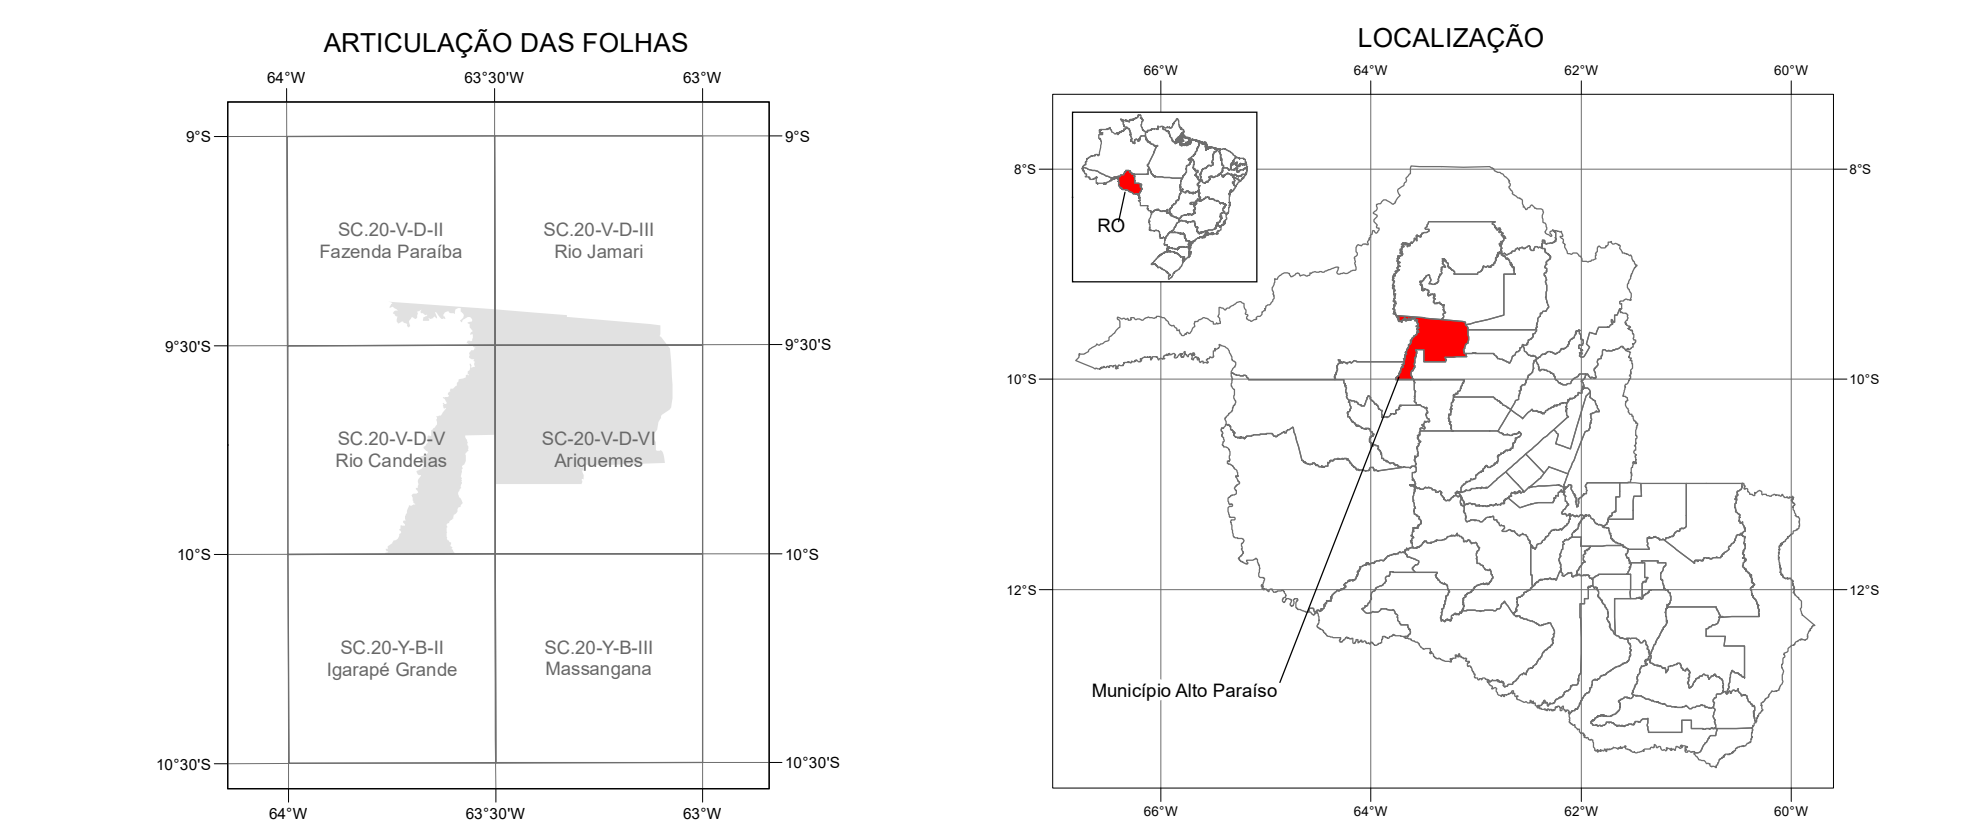 ARTICULAÇÃO DAS FOLHAS
64°W 63°30'W 63°W
9°S 9°S
SC.20-V-D-II
Fazenda Paraíba
SC.20-V-D-III
Rio Jamari
9°30'S 9°30'S
SC.20-V-D-V
Rio Candeias
SC-20-V-D-VI
Ariquemes
10°S 10°S
SC.20-Y-B-II
Igarapé Grande
SC.20-Y-B-III
Massangana
10°30'S 10°30'S
64°W 63°30'W 63°W
LOCALIZAÇÃO
66°W 64°W 62°W 60°W
8°S 8°S
RO
10°S 10°S
12°S 12°S
Município Alto Paraíso
66°W 64°W 62°W 60°W